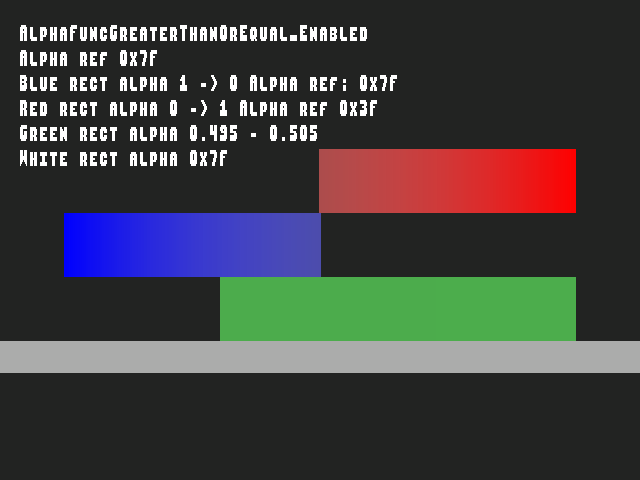 AlphaFuncGreaterThanOrEqual_Enabled
Alpha ref 0x7f
Blue rect alpha 1 -> 0 Alpha ref: 0x7f
Red rect alpha 0 -> 1 Alpha ref 0x3f
Green rect alpha 0.495 - 0.505
White rect alpha 0x7f